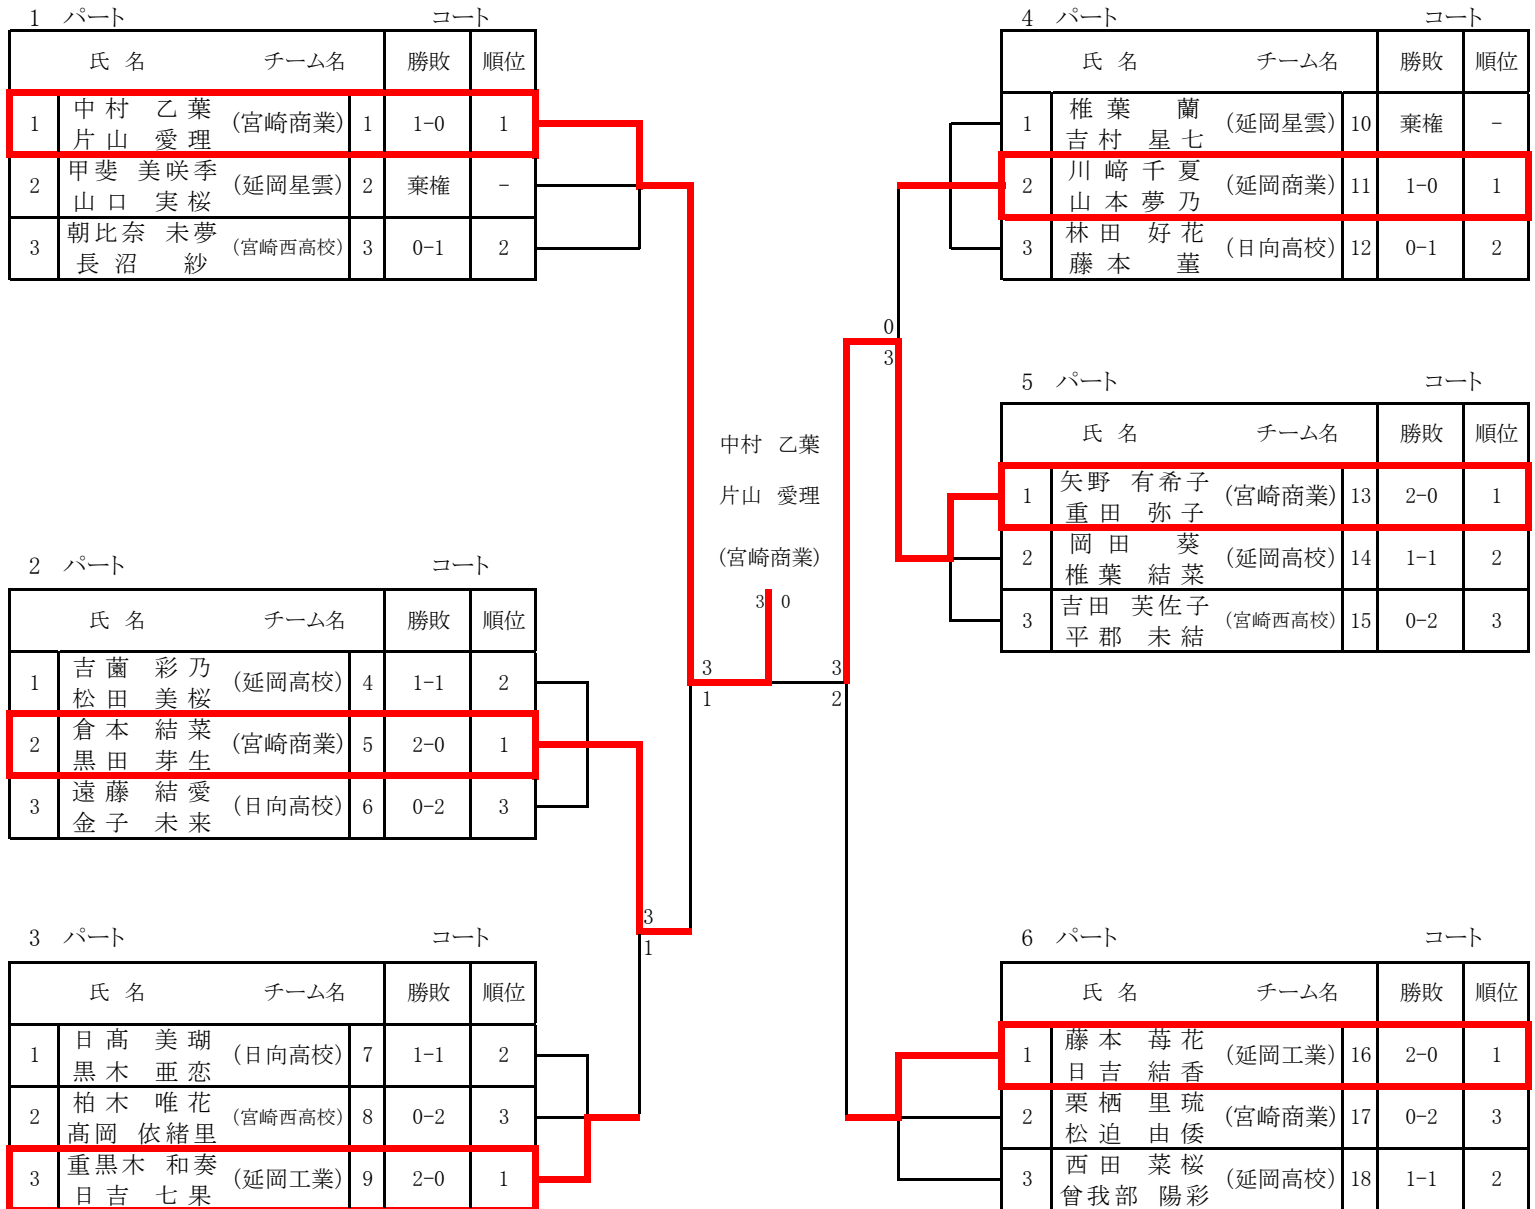 1 パート コート
氏 名 チーム名 勝敗 順位
1 中村 乙葉 片山 愛理 (宮崎商業) 1 1-0 1
2 甲斐 美咲季 山口 実桜 (延岡星雲) 2 棄権 -
3 朝比奈 未夢 長沼 紗 (宮崎西高校) 3 0-1 2
2 パート コート
氏 名 チーム名 勝敗 順位
1 吉薗 彩乃 松田 美桜 (延岡高校) 4 1-1 2
2 倉本 結菜 黒田 芽生 (宮崎商業) 5 2-0 1
3 遠藤 結愛 金子 未来 (日向高校) 6 0-2 3
3 パート コート
氏 名 チーム名 勝敗 順位
1 日髙 美瑚 黒木 亜恋 (日向高校) 7 1-1 2
2 柏木 唯花 髙岡 依緒里 (宮崎西高校) 8 0-2 3
3 重黒木 和奏 日吉 七果 (延岡工業) 9 2-0 1
3
1
中村 乙葉
片山 愛理
(宮崎商業)
3 0
3
1
3
2
0
3
4 パート コート
氏 名 チーム名 勝敗 順位
1 椎葉 蘭 吉村 星七 (延岡星雲) 10 棄権 -
2 川﨑千夏 山本夢乃 (延岡商業) 11 1-0 1
3 林田 好花 藤本 菫 (日向高校) 12 0-1 2
5 パート コート
氏 名 チーム名 勝敗 順位
1 矢野 有希子 重田 弥子 (宮崎商業) 13 2-0 1
2 岡田 葵 椎葉 結菜 (延岡高校) 14 1-1 2
3 吉田 芙佐子 平郡 未結 (宮崎西高校) 15 0-2 3
6 パート コート
氏 名 チーム名 勝敗 順位
1 藤本 苺花 日吉 結香 (延岡工業) 16 2-0 1
2 栗栖 里琉 松迫 由倭 (宮崎商業) 17 0-2 3
3 西田 菜桜 曾我部 陽彩 (延岡高校) 18 1-1 2